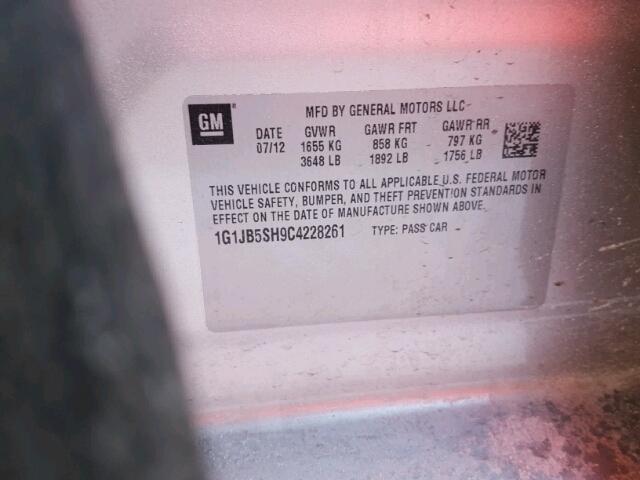 MFD BY GENERAL MOTORS LLC
GM ®
DATE GVWR GAWR FRT GAWR RR
07/12 1655 KG 858 KG 797 KG
3648 LB 1892 LB 1756 LB
THIS VEHICLE CONFORMS TO ALL APPLICABLE U.S. FEDERAL MOTOR
VEHICLE SAFETY, BUMPER, AND THEFT PREVENTION STANDARDS IN
EFFECT ON THE DATE OF MANUFACTURE SHOWN ABOVE.
1G1JB5SH9C4228261 TYPE: PASS CAR